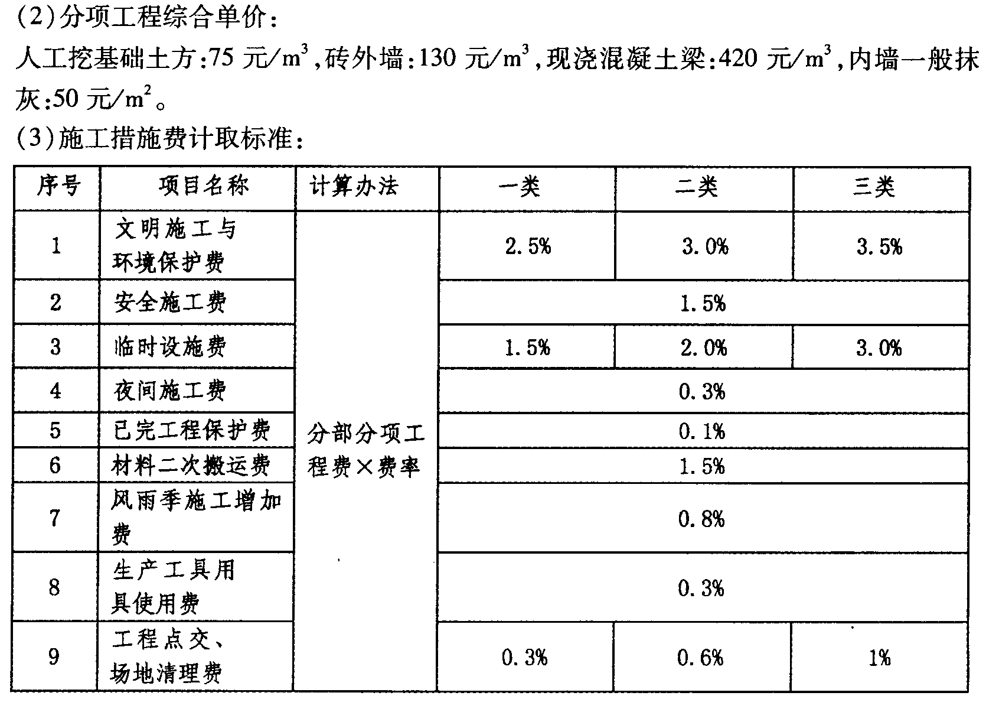 (2)分项工程综合单价:
人工挖基础土方:75 元/m³,砖外墙:130 元/m³,现浇混凝土梁:420 元/m³,内墙一般抹
灰:50 元/m²。
(3)施工措施费计取标准:
序号 项目名称 计算办法 一类 二类 三类
1 文明施工与
环境保护费 2.5% 3.0% 3.5%
2 安全施工费 1.5%
3 临时设施费 1.5% 2.0% 3.0%
4 夜间施工费 0.3%
5 已完工程保护费 分部分项工 0.1%
6 材料二次搬运费 程费×费率 1.5%
7 风雨季施工增加
费 0.8%
8 生产工具用
具使用费 0.3%
9 工程点交、
场地清理费 0.3% 0.6% 1%